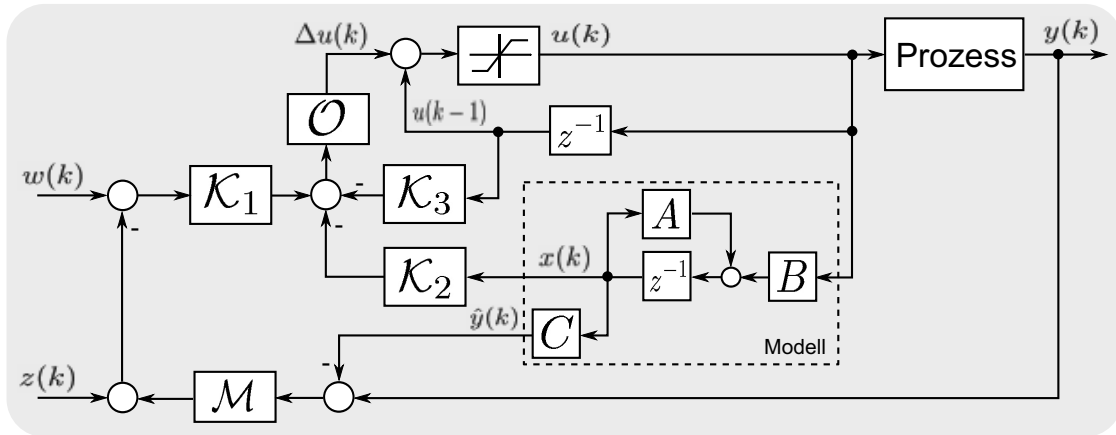 Δu(k)
u(k)
Prozess
y(k)
𝒪
u(k−1)
z⁻¹
w(k)
𝒦₁
-
𝒦₃
A
-
-
𝒦₂
x(k)
z⁻¹
B
ŷ(k)
C
Modell
-
z(k)
ℳ